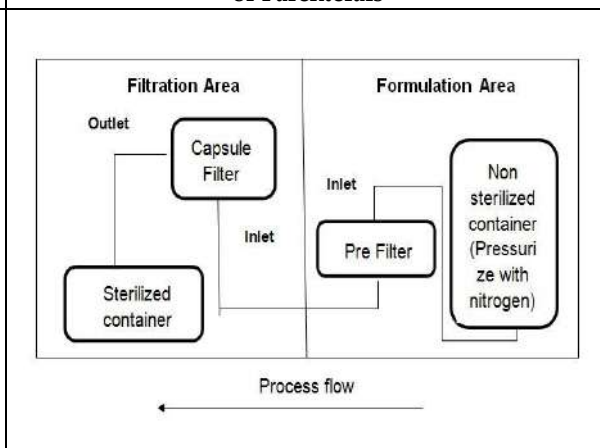 of Parenterals
Filtration Area
Formulation Area
Outlet
Capsule
Filter
Inlet
Inlet
Non
sterilized
container
(Pressuri
ze with
nitrogen)
Pre Filter
Sterilized
container
Process flow